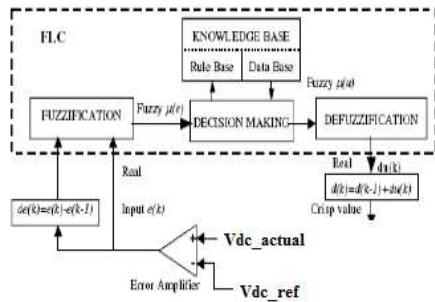 FLC
KNOWLEDGE BASE
Rule Base
Data Base
Fuzzy μ(u)
FUZZIFICATION
Fuzzy μ(e)
DECISION MAKING
DEFUZZIFICATION
Real
Real
du(k)
Input e(k)
de(k)=e(k)-e(k-1)
d(k)=d(k-1)+du(k)
Crisp value
+
Vdc_actual
-
Vdc_ref
Error Amplifier